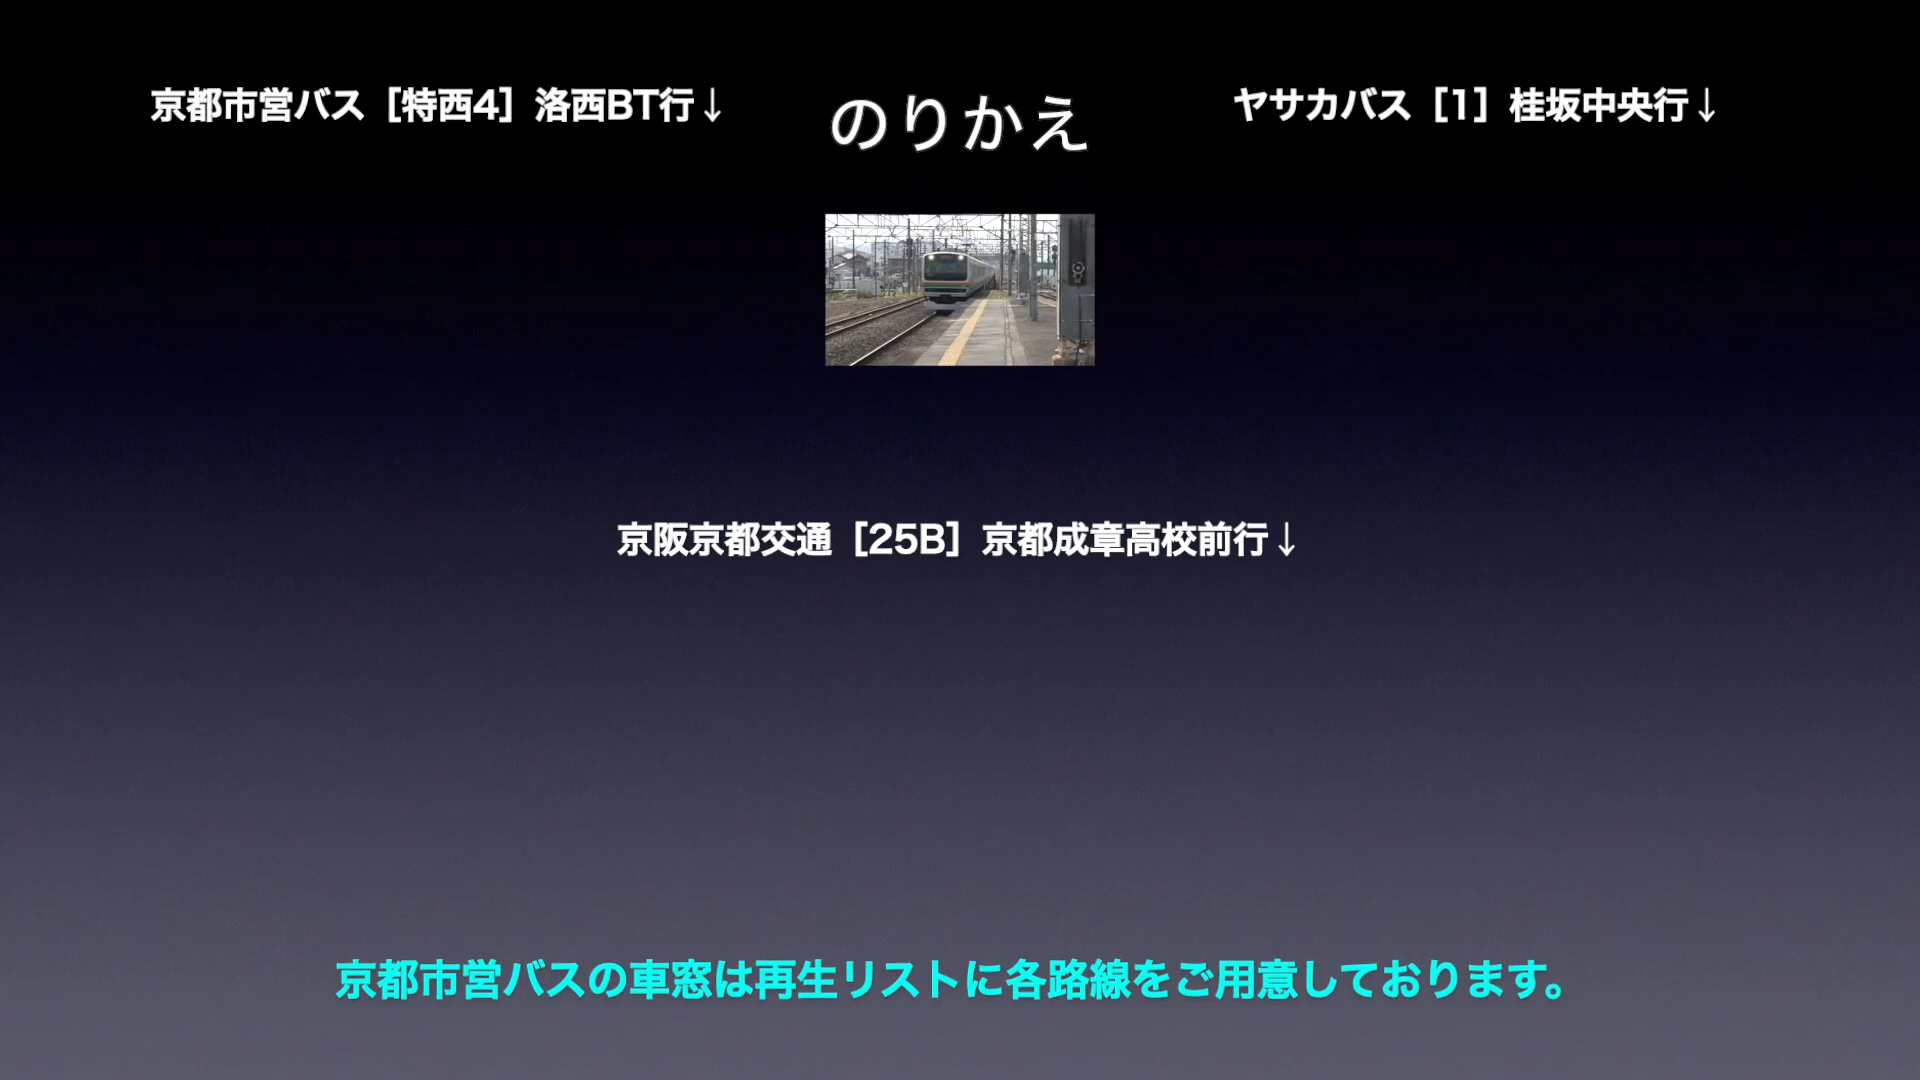 京都市営バス［特西4］洛西BT行↓
のりかえ
ヤサカバス［1］桂坂中央行↓
京阪京都交通［25B］京都成章高校前行↓
京都市営バスの車窓は再生リストに各路線をご用意しております。